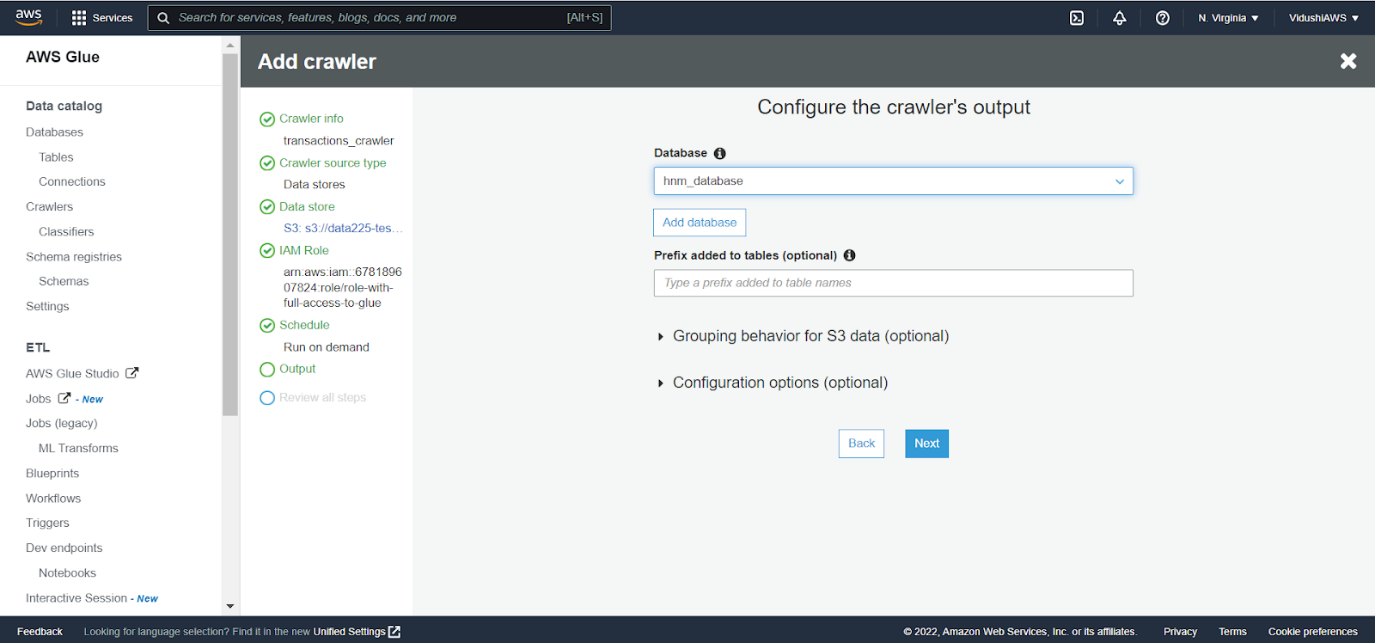 aws
Services
Search for services, features, blogs, docs, and more
[Alt+S]
N. Virginia
VidushiAWS
AWS Glue
Data catalog
Databases
Tables
Connections
Crawlers
Classifiers
Schema registries
Schemas
Settings
ETL
AWS Glue Studio
Jobs - New
Jobs (legacy)
ML Transforms
Blueprints
Workflows
Triggers
Dev endpoints
Notebooks
Interactive Session - New
Add crawler
Crawler info
transactions_crawler
Crawler source type
Data stores
Data store
S3: s3://data225-tes...
IAM Role
arn:aws:iam::6781896
07824:role/role-with-
full-access-to-glue
Schedule
Run on demand
Output
Review all steps
Configure the crawler's output
Database
hnm_database
Add database
Prefix added to tables (optional)
Type a prefix added to table names
Grouping behavior for S3 data (optional)
Configuration options (optional)
Back
Next
Feedback
Looking for language selection? Find it in the new Unified Settings
© 2022, Amazon Web Services, Inc. or its affiliates.
Privacy
Terms
Cookie preferences